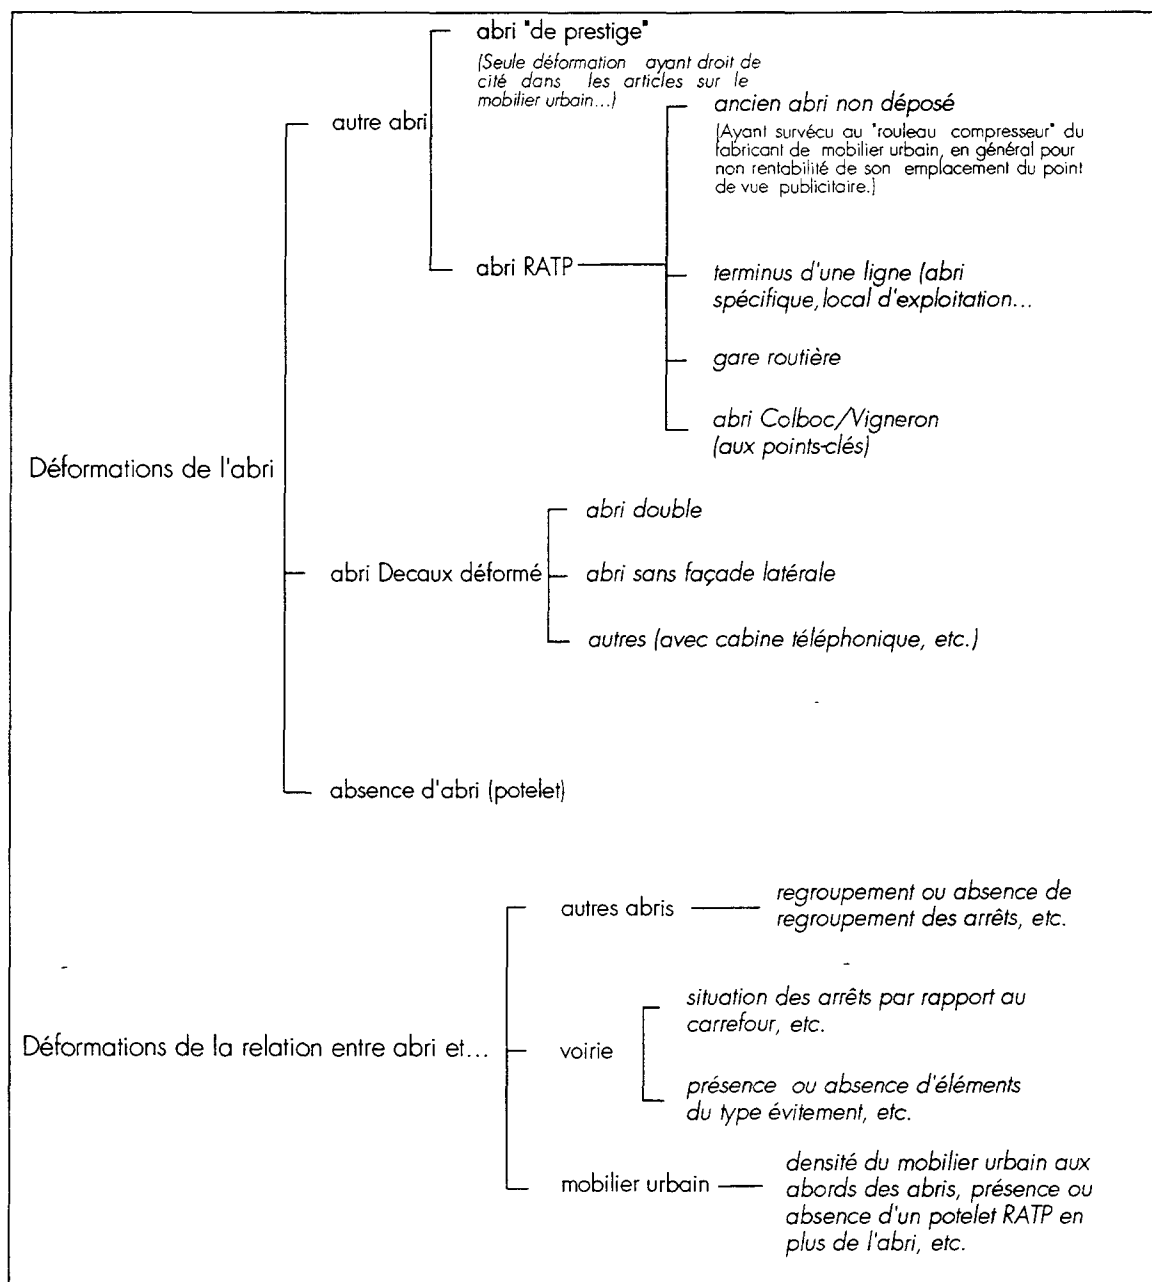 abri "de prestige"
(Seule déformation ayant droit de
cité dans les articles sur le
mobilier urbain...)
autre abri
ancien abri non déposé
(Ayant survécu au "rouleau compresseur" du
fabricant de mobilier urbain, en général pour
non rentabilité de son emplacement du point
de vue publicitaire.)
abri RATP
terminus d'une ligne (abri
spécifique, local d'exploitation...
gare routière
abri Colboc/Vigneron
(aux points-clés)
Déformations de l'abri
abri double
abri Decaux déformé
abri sans façade latérale
autres (avec cabine téléphonique, etc.)
absence d'abri (potelet)
autres abris
regroupement ou absence de
regroupement des arrêts, etc.
Déformations de la relation entre abri et...
voirie
situation des arrêts par rapport au
carrefour, etc.
présence ou absence d'éléments
du type évitement, etc.
mobilier urbain
densité du mobilier urbain aux
abords des abris, présence ou
absence d'un potelet RATP en
plus de l'abri, etc.